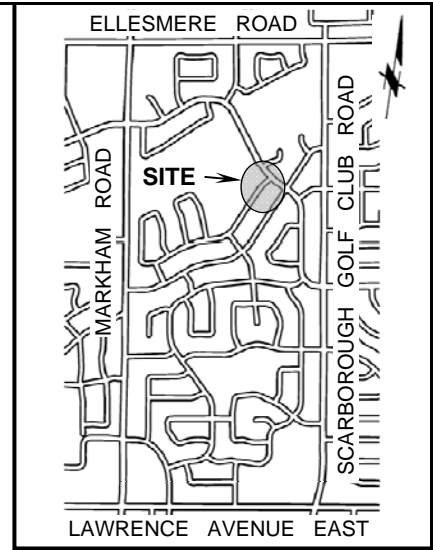 ELLESMERE ROAD
MARKHAM ROAD
SITE
SCARBOROUGH GOLF CLUB ROAD
LAWRENCE AVENUE EAST